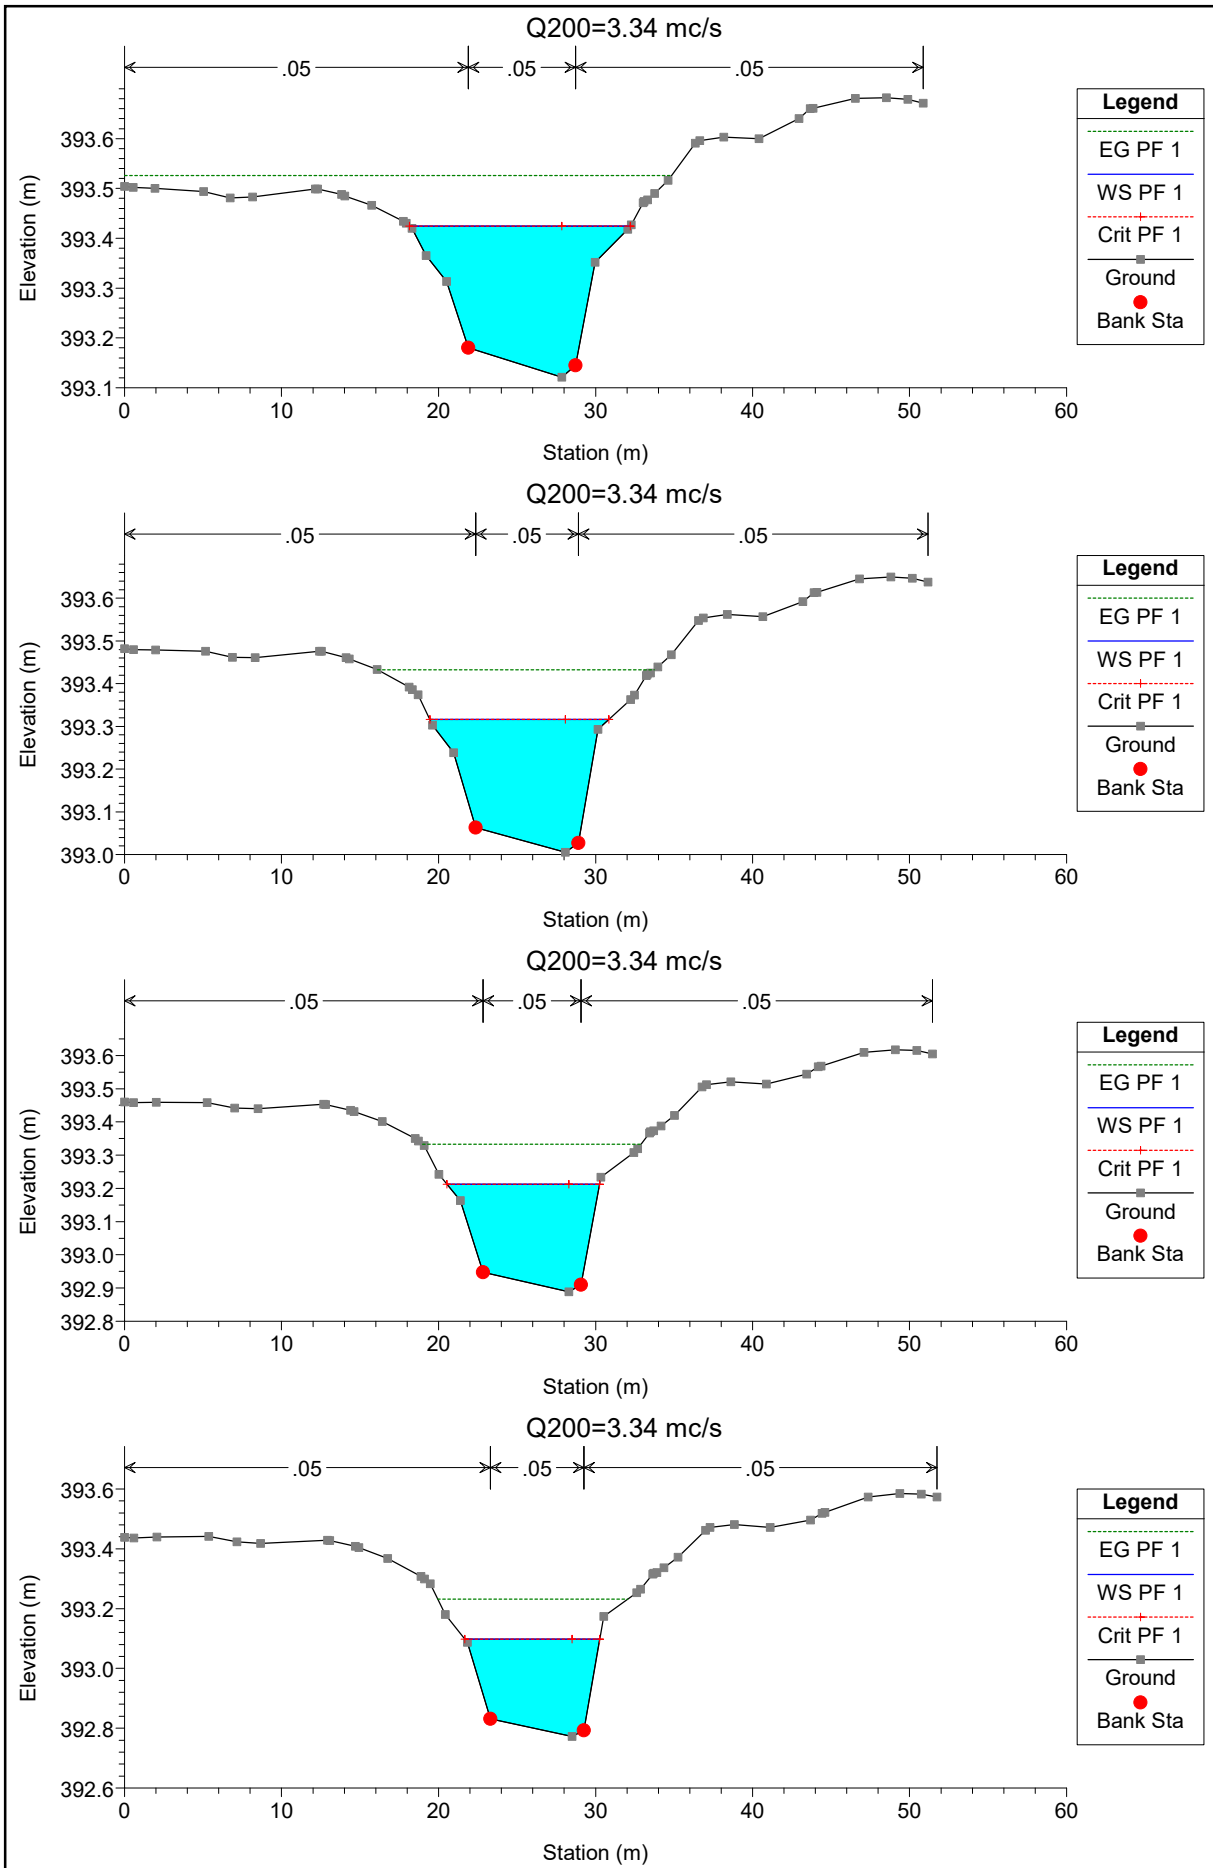 Q200=3.34 mc/s
.05 .05 .05
Elevation (m)
393.6
393.5
393.4
393.3
393.2
393.1
0 10 20 30 40 50 60
Station (m)
Legend
EG PF 1
WS PF 1
Crit PF 1
Ground
Bank Sta
Q200=3.34 mc/s
.05 .05 .05
Elevation (m)
393.6
393.5
393.4
393.3
393.2
393.1
393.0
0 10 20 30 40 50 60
Station (m)
Legend
EG PF 1
WS PF 1
Crit PF 1
Ground
Bank Sta
Q200=3.34 mc/s
.05 .05 .05
Elevation (m)
393.6
393.5
393.4
393.3
393.2
393.1
393.0
392.9
392.8
0 10 20 30 40 50 60
Station (m)
Legend
EG PF 1
WS PF 1
Crit PF 1
Ground
Bank Sta
Q200=3.34 mc/s
.05 .05 .05
Elevation (m)
393.6
393.4
393.2
393.0
392.8
392.6
0 10 20 30 40 50 60
Station (m)
Legend
EG PF 1
WS PF 1
Crit PF 1
Ground
Bank Sta